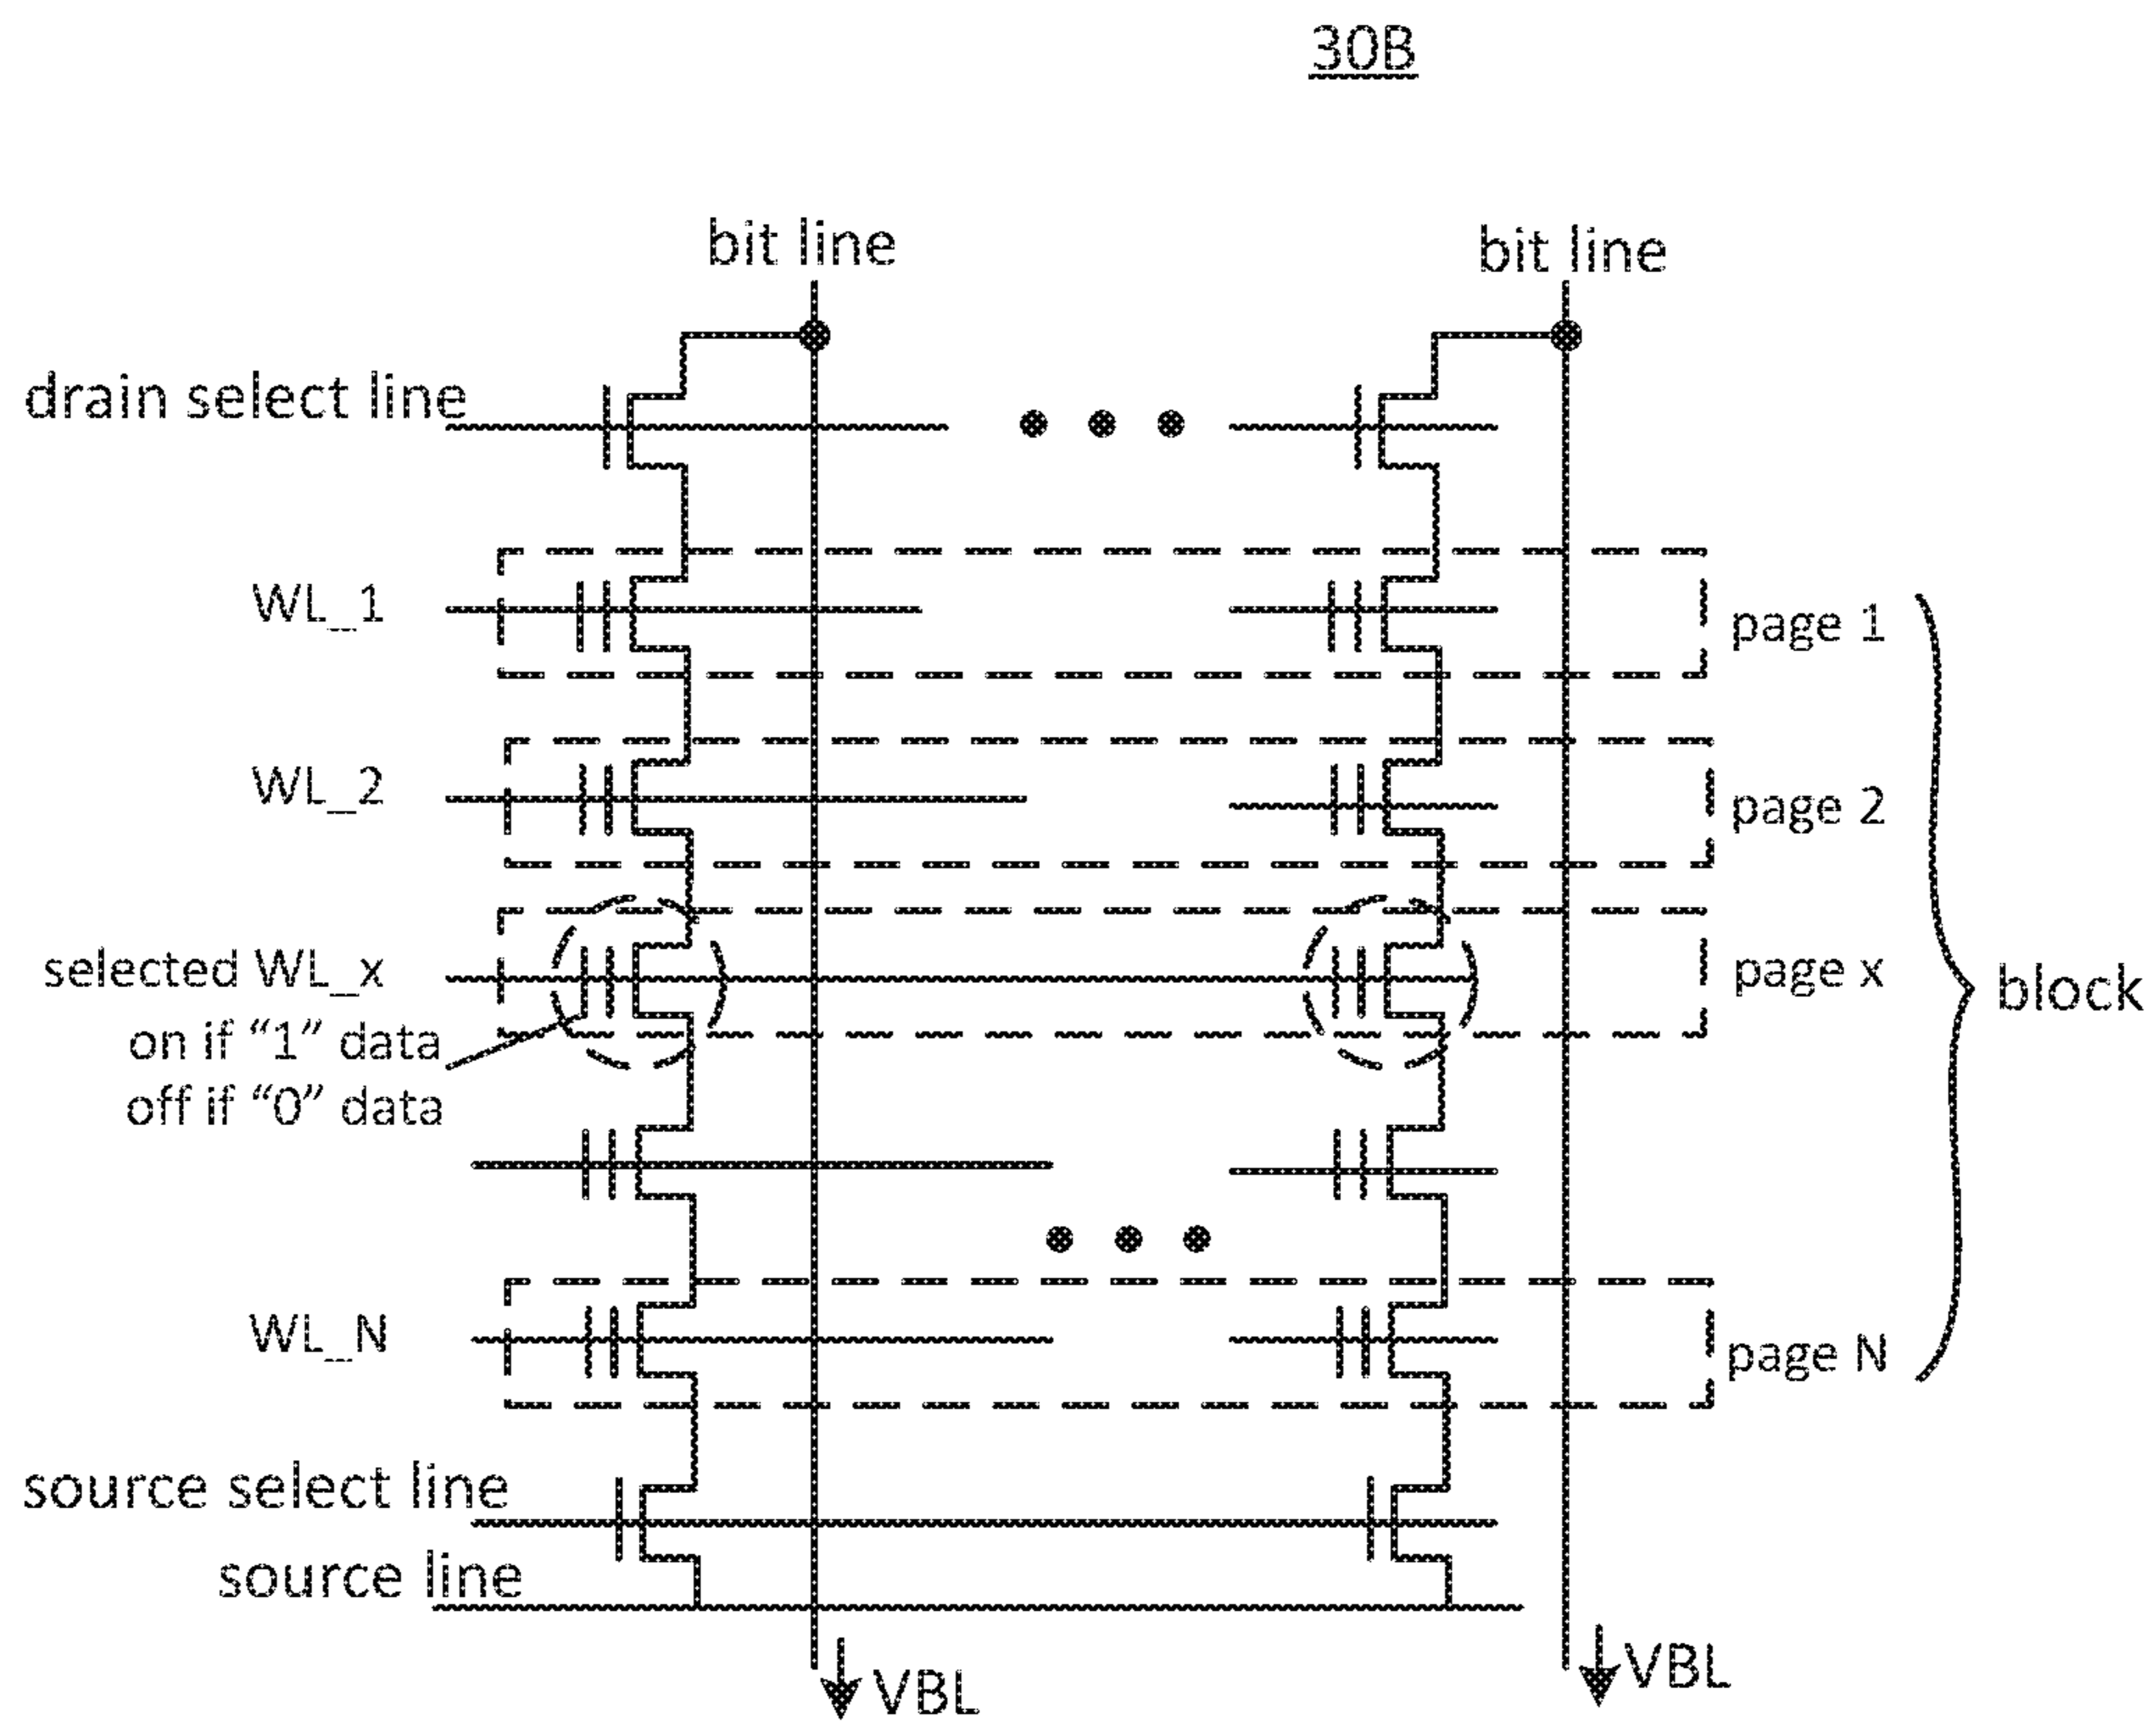 30B
bit line
bit line
drain select line
WL_1
page 1
WL_2
page 2
selected WL_x
page x
block
on if “1” data
off if “0” data
WL_N
page N
source select line
source line
VBL
VBL